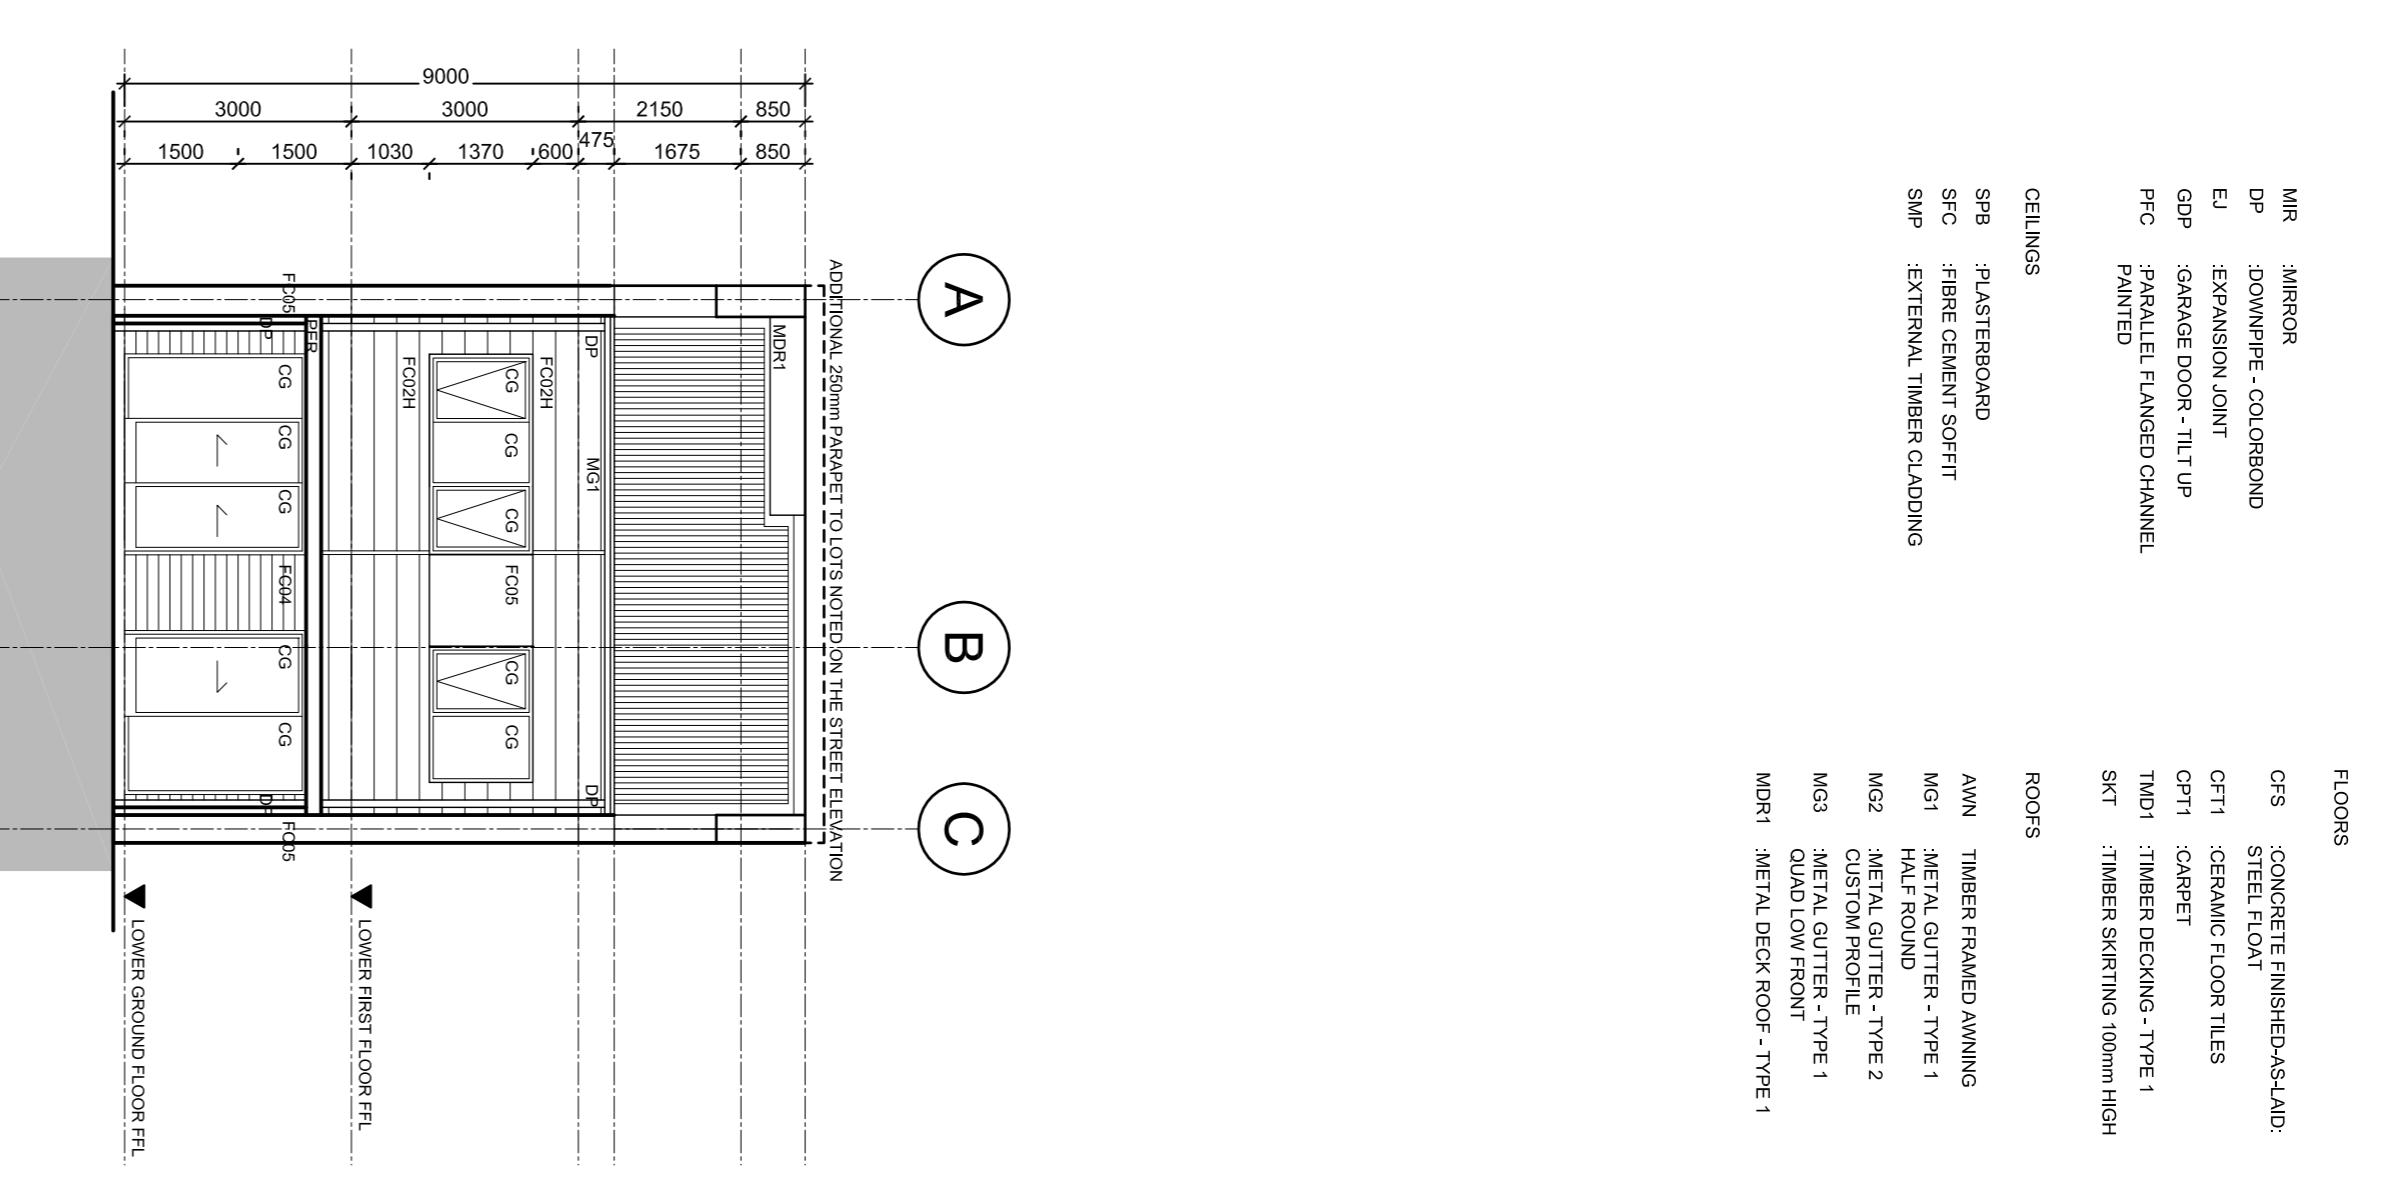 9000
3000
3000
2150
850
475
1500
1500
1030
1370
600
1675
850
A
B
C
ADDITIONAL 250mm PARAPET TO LOTS NOTED ON THE STREET ELEVATION
MDR1
DP
MG1
DP
FC02H
FC02H
CG
CG
CG
FC05
CG
CG
FC05
DP
PER
CG
CG
CG
FC04
CG
CG
DP
FC05
LOWER FIRST FLOOR FFL
LOWER GROUND FLOOR FFL
MIR :MIRROR
DP :DOWNPIPE - COLORBOND
EJ :EXPANSION JOINT
GDP :GARAGE DOOR - TILT UP
PFC :PARALLEL FLANGED CHANNEL
PAINTED
CEILINGS
SPB :PLASTERBOARD
SFC :FIBRE CEMENT SOFFIT
SMP :EXTERNAL TIMBER CLADDING
FLOORS
CFS :CONCRETE FINISHED-AS-LAID:
STEEL FLOAT
CFT1 :CERAMIC FLOOR TILES
CPT1 :CARPET
TMD1 :TIMBER DECKING - TYPE 1
SKT :TIMBER SKIRTING 100mm HIGH
ROOFS
AWN TIMBER FRAMED AWNING
MG1 :METAL GUTTER - TYPE 1
HALF ROUND
MG2 :METAL GUTTER - TYPE 2
CUSTOM PROFILE
MG3 :METAL GUTTER - TYPE 1
QUAD LOW FRONT
MDR1 :METAL DECK ROOF - TYPE 1